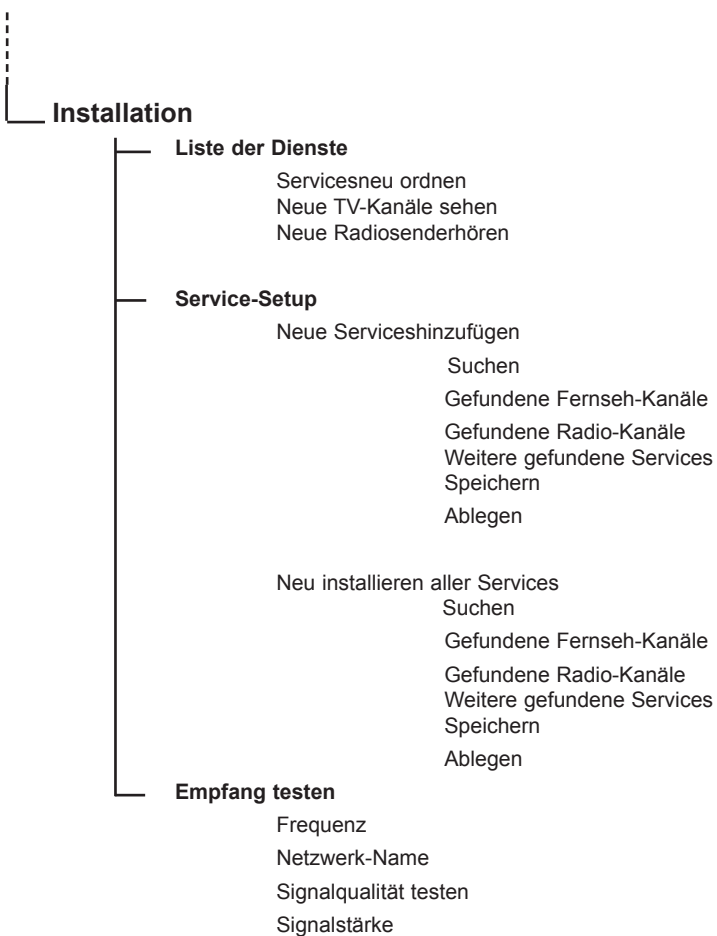 Installation
Liste der Dienste
Servicesneu ordnen
Neue TV-Kanäle sehen
Neue Radiosenderhören
Service-Setup
Neue Serviceshinzufügen
Suchen
Gefundene Fernseh-Kanäle
Gefundene Radio-Kanäle
Weitere gefundene Services
Speichern
Ablegen
Neu installieren aller Services
Suchen
Gefundene Fernseh-Kanäle
Gefundene Radio-Kanäle
Weitere gefundene Services
Speichern
Ablegen
Empfang testen
Frequenz
Netzwerk-Name
Signalqualität testen
Signalstärke